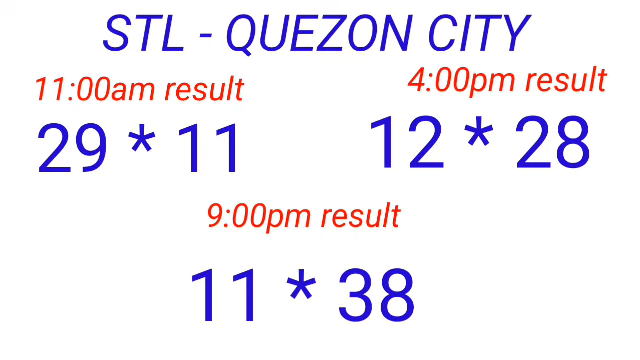 STL - QUEZON CITY
11:00am result
29 * 11
4:00pm result
12 * 28
9:00pm result
11 * 38